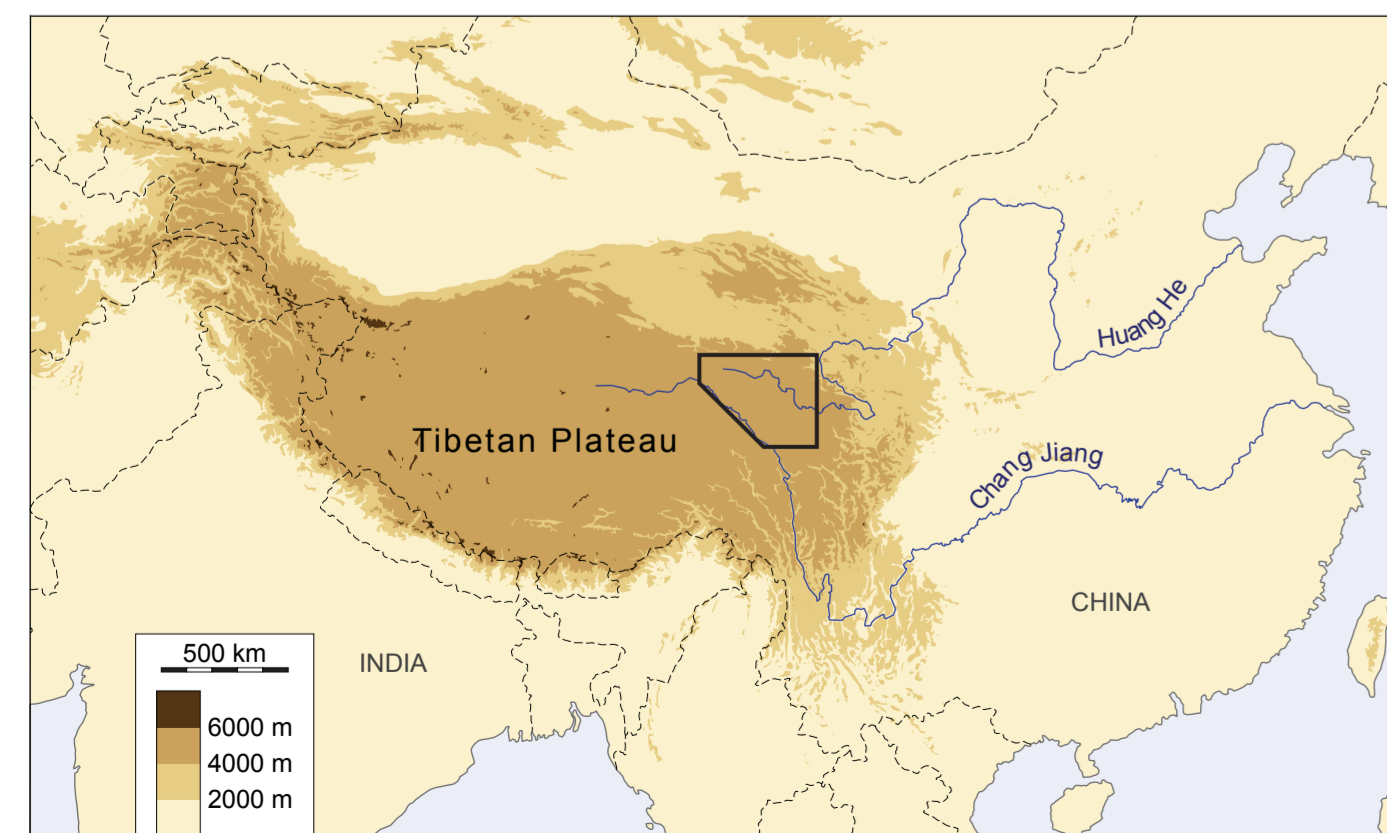 Huang He
Tibetan Plateau
Chang Jiang
CHINA
INDIA
500 km
6000 m
4000 m
2000 m